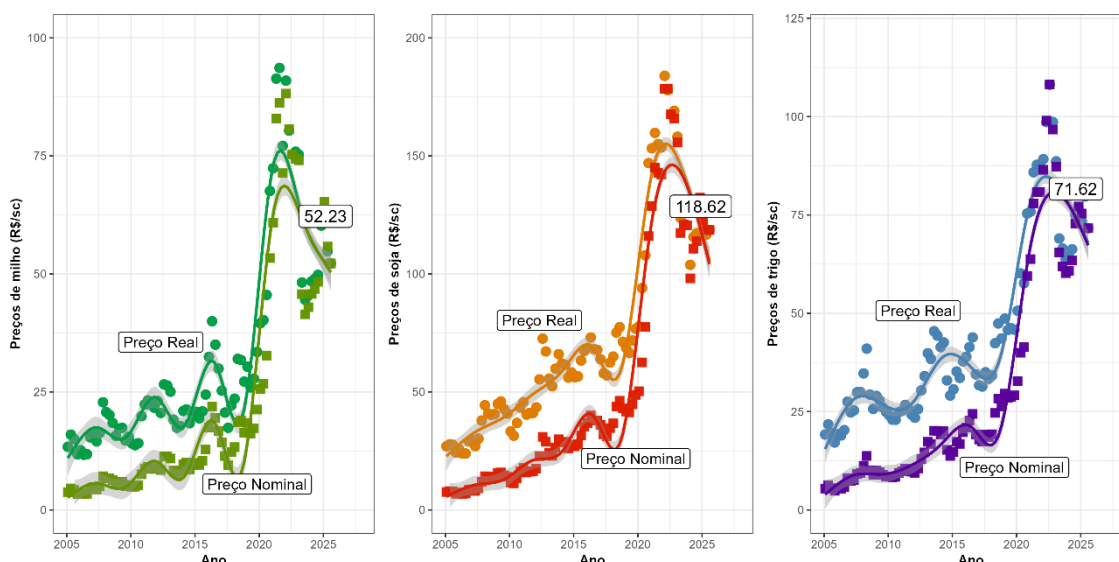 Preços de milho (R$/sc)
100
75
50
25
0
52.23
Preço Real
Preço Nominal
2005
2010
2015
2020
2025
Ano
Preços de soja (R$/sc)
200
150
100
50
0
118.62
Preço Real
Preço Nominal
2005
2010
2015
2020
2025
Ano
Preços de trigo (R$/sc)
125
100
75
50
25
0
71.62
Preço Real
Preço Nominal
2005
2010
2015
2020
2025
Ano